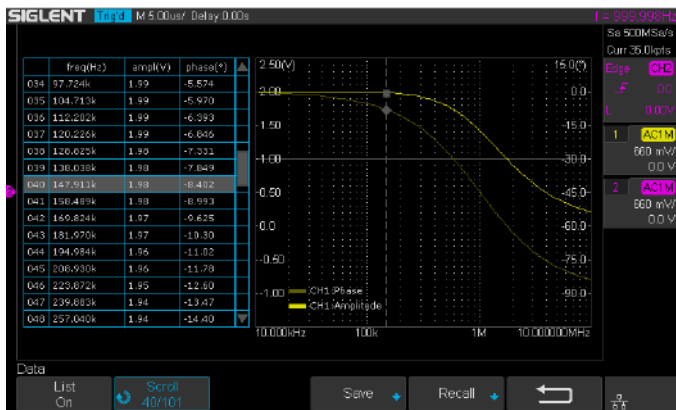 SIGLENT Trig'd M 5.00us/ Delay:0.00s f = 999.998Hz
Sa 500MSa/s
Curr 35.0kpts
Edge CH2
DC
L 0.00V
1 AC1M
660 mV/
0.0 V
2 AC1M
660 mV/
0.0 V
freq(Hz) ampl(V) phase(°)
034 97.724k 1.99 -5.574
035 104.713k 1.99 -5.970
036 112.202k 1.99 -6.393
037 120.226k 1.99 -6.846
038 128.825k 1.98 -7.331
039 138.038k 1.98 -7.849
040 147.911k 1.98 -8.402
041 158.489k 1.98 -8.993
042 169.824k 1.97 -9.625
043 181.970k 1.97 -10.30
044 194.984k 1.96 -11.02
045 208.930k 1.96 -11.78
046 223.872k 1.95 -12.60
047 239.883k 1.94 -13.47
048 257.040k 1.94 -14.40
2.50(V) 15.0(°)
2.00 0.0
1.50 -15.0
1.00 -30.0
0.50 -45.0
0.0 -60.0
-0.50 -75.0
-1.00 -90.0
CH1:Phase
CH1:Amplitude
10.000kHz 100k 1M 10.000000MHz
Data
List
On
Scroll
40/101
Save
Recall